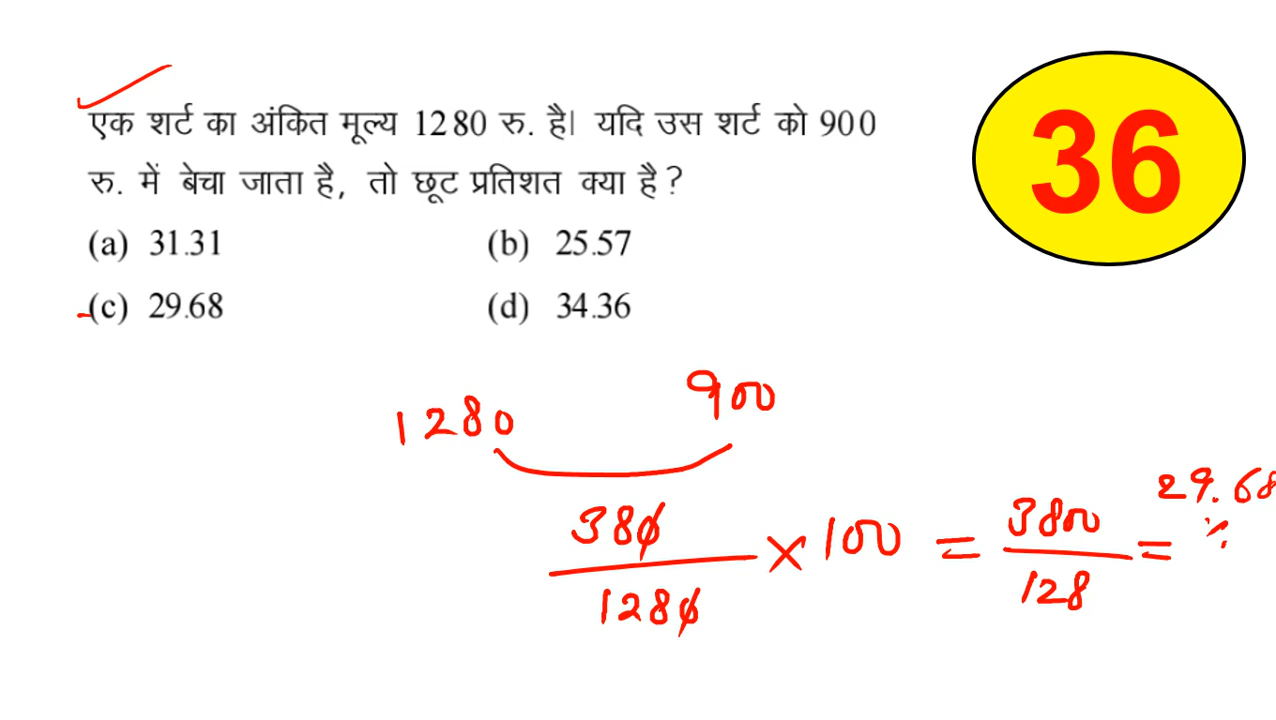 एक शर्ट का अंकित मूल्य 1280 रु. है। यदि उस शर्ट को 900
रु. में बेचा जाता है, तो छूट प्रतिशत क्या है?
(a) 31.31 (b) 25.57
(c) 29.68 (d) 34.36
36
1280 900
380
1280
× 100 =
3800
128
= 29.68
%